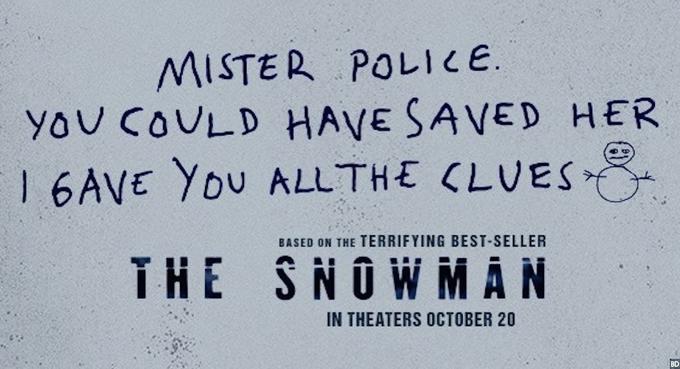 MISTER POLICE.
YOU COULD HAVE SAVED HER
I GAVE YOU ALL THE CLUES
BASED ON THE TERRIFYING BEST-SELLER
THE SNOWMAN
IN THEATERS OCTOBER 20
BD